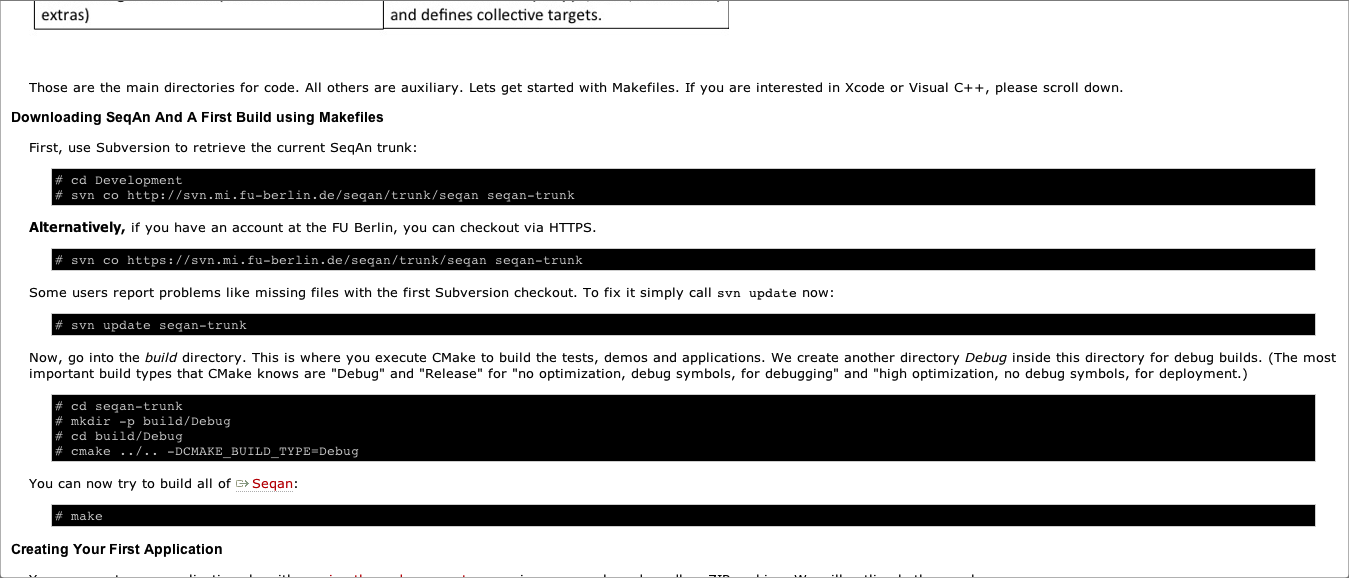 extras)
and defines collective targets.
Those are the main directories for code. All others are auxiliary. Lets get started with Makefiles. If you are interested in Xcode or Visual C++, please scroll down.
Downloading SeqAn And A First Build using Makefiles
First, use Subversion to retrieve the current SeqAn trunk:
# cd Development
# svn co http://svn.mi.fu-berlin.de/seqan/trunk/seqan seqan-trunk
Alternatively, if you have an account at the FU Berlin, you can checkout via HTTPS.
# svn co https://svn.mi.fu-berlin.de/seqan/trunk/seqan seqan-trunk
Some users report problems like missing files with the first Subversion checkout. To fix it simply call svn update now:
# svn update seqan-trunk
Now, go into the build directory. This is where you execute CMake to build the tests, demos and applications. We create another directory Debug inside this directory for debug builds. (The most
important build types that CMake knows are "Debug" and "Release" for "no optimization, debug symbols, for debugging" and "high optimization, no debug symbols, for deployment.)
# cd seqan-trunk
# mkdir -p build/Debug
# cd build/Debug
# cmake ../.. -DCMAKE_BUILD_TYPE=Debug
You can now try to build all of Seqan:
# make
Creating Your First Application